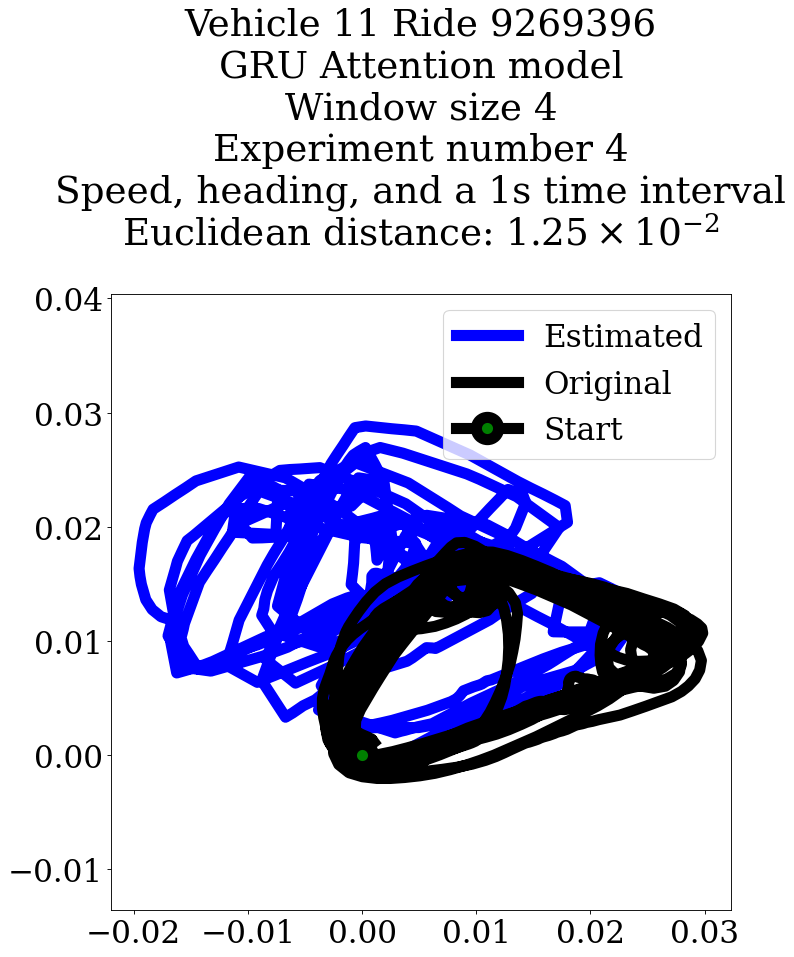 Vehicle 11 Ride 9269396
GRU Attention model
Window size 4
Experiment number 4
Speed, heading, and a 1s time interval
Euclidean distance: 1.25 × 10⁻²
0.04
0.03
0.02
0.01
0.00
−0.01
Estimated
Original
Start
−0.02 −0.01 0.00 0.01 0.02 0.03